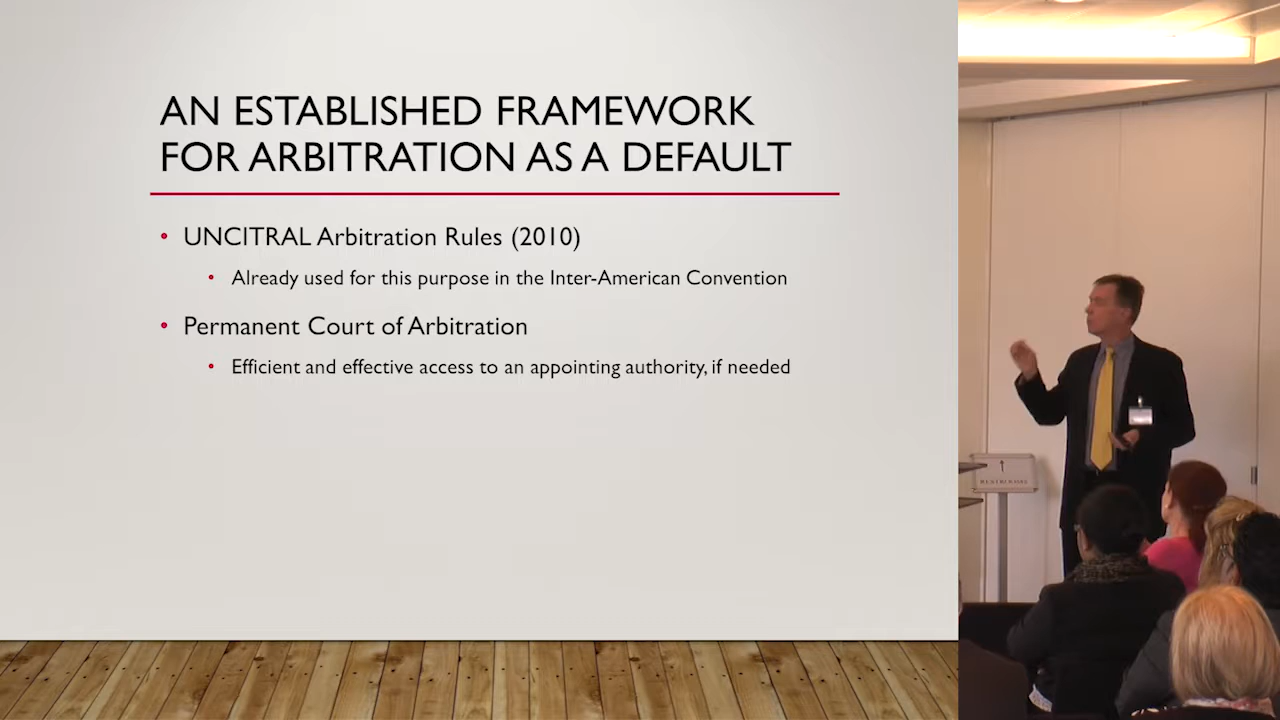 AN ESTABLISHED FRAMEWORK
FOR ARBITRATION AS A DEFAULT
• UNCITRAL Arbitration Rules (2010)
• Already used for this purpose in the Inter-American Convention
• Permanent Court of Arbitration
• Efficient and effective access to an appointing authority, if needed
RESTROOMS